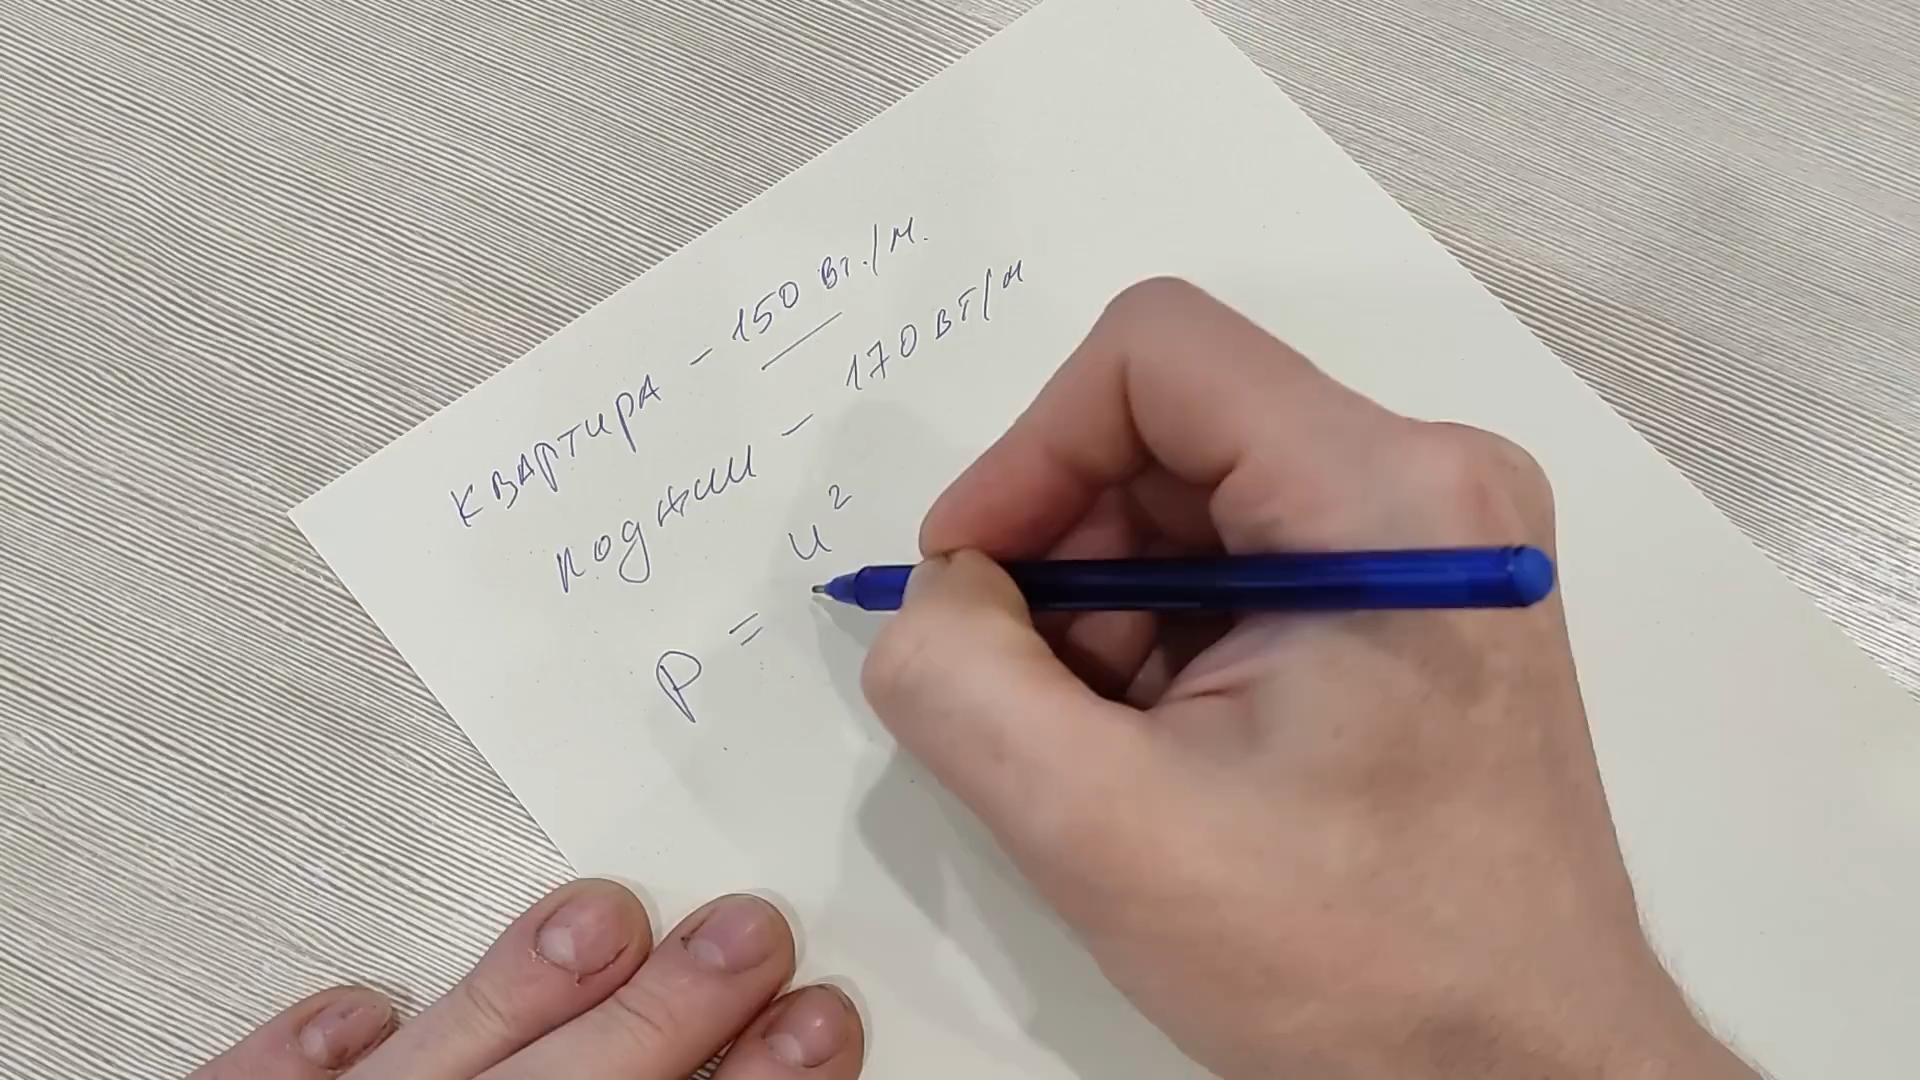 КВАРТИРА - 150 Вт./м.
лоджии - 170 Вт/м
P = U²